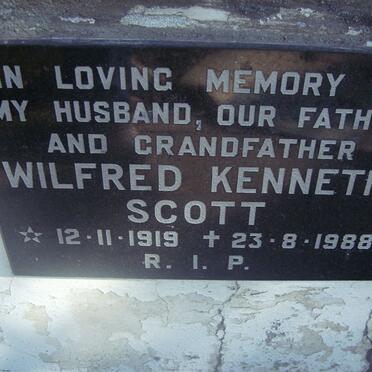 IN LOVING MEMORY
MY HUSBAND, OUR FATH
AND GRANDFATHER
WILFRED KENNETH
SCOTT
☆ 12·11·1919 ✝ 23·8·1988
R. I. P.